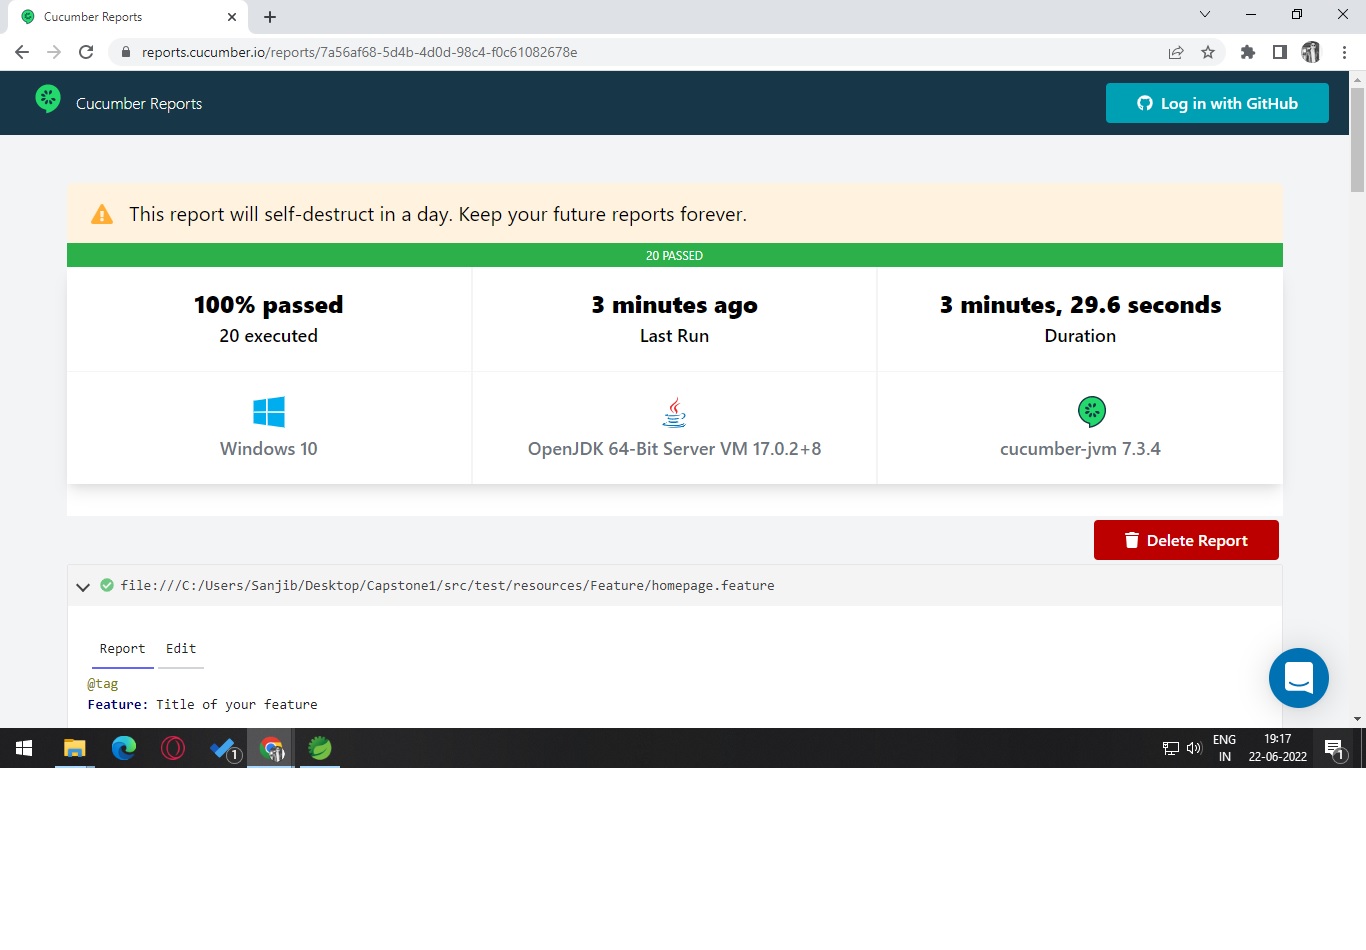 Cucumber Reports
reports.cucumber.io/reports/7a56af68-5d4b-4d0d-98c4-f0c61082678e
Cucumber Reports
Log in with GitHub
This report will self-destruct in a day. Keep your future reports forever.
20 PASSED
100% passed
20 executed
3 minutes ago
Last Run
3 minutes, 29.6 seconds
Duration
Windows 10
OpenJDK 64-Bit Server VM 17.0.2+8
cucumber-jvm 7.3.4
Delete Report
file:///C:/Users/Sanjib/Desktop/Capstone1/src/test/resources/Feature/homepage.feature
Report Edit
@tag
Feature: Title of your feature
1
ENG
IN
19:17
22-06-2022
1